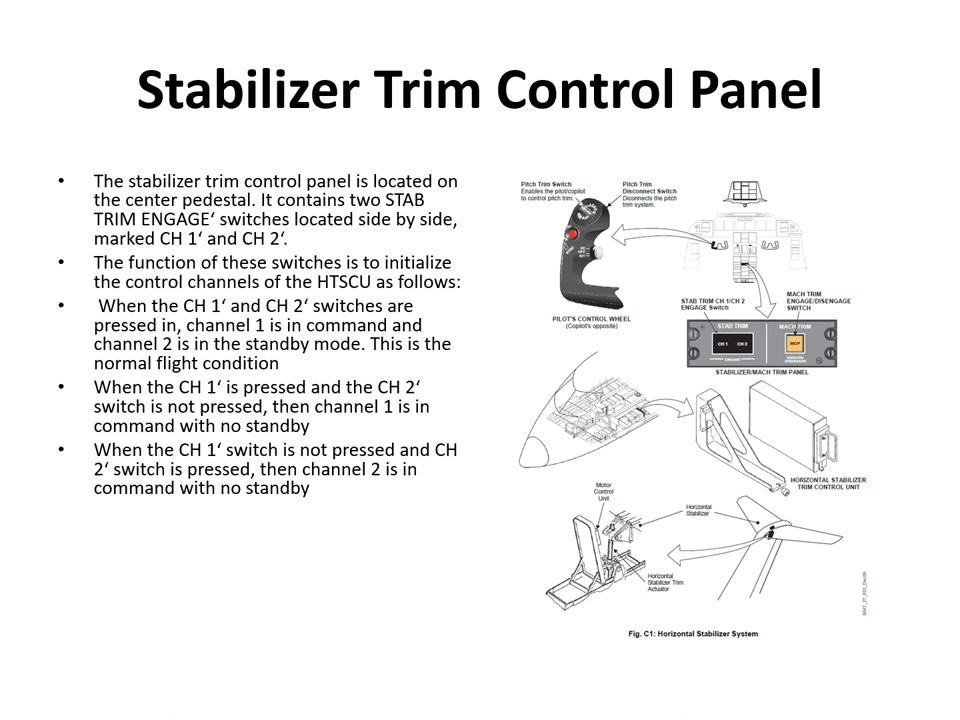 Stabilizer Trim Control Panel
• The stabilizer trim control panel is located on
the center pedestal. It contains two STAB
TRIM ENGAGE‘ switches located side by side,
marked CH 1‘ and CH 2‘.
• The function of these switches is to initialize
the control channels of the HTSCU as follows:
• When the CH 1‘ and CH 2‘ switches are
pressed in, channel 1 is in command and
channel 2 is in the standby mode. This is the
normal flight condition
• When the CH 1‘ is pressed and the CH 2‘
switch is not pressed, then channel 1 is in
command with no standby
• When the CH 1‘ switch is not pressed and CH
2‘ switch is pressed, then channel 2 is in
command with no standby
Pitch Trim Switch
Enables the pilot/copilot
to control pitch trim.
Pitch Trim
Disconnect Switch
Diconnects the pitch
trim system.
PILOT'S CONTROL WHEEL
(Copilot's opposite)
STAB TRIM CH 1/CH 2
ENGAGE Switch
MACH TRIM
ENGAGE/DISENGAGE
SWITCH
STAB TRIM
MACH TRIM
CH 1 CH 2
INOP
ENGAGE
ENGAGE/
DISENGAGE
STABILIZER/MACH TRIM PANEL
HORIZONTAL STABILIZER
TRIM CONTROL UNIT
Motor
Control
Unit
Horizontal
Stabilizer
Horizontal
Stabilizer Trim
Actuator
Fig. C1: Horizontal Stabilizer System